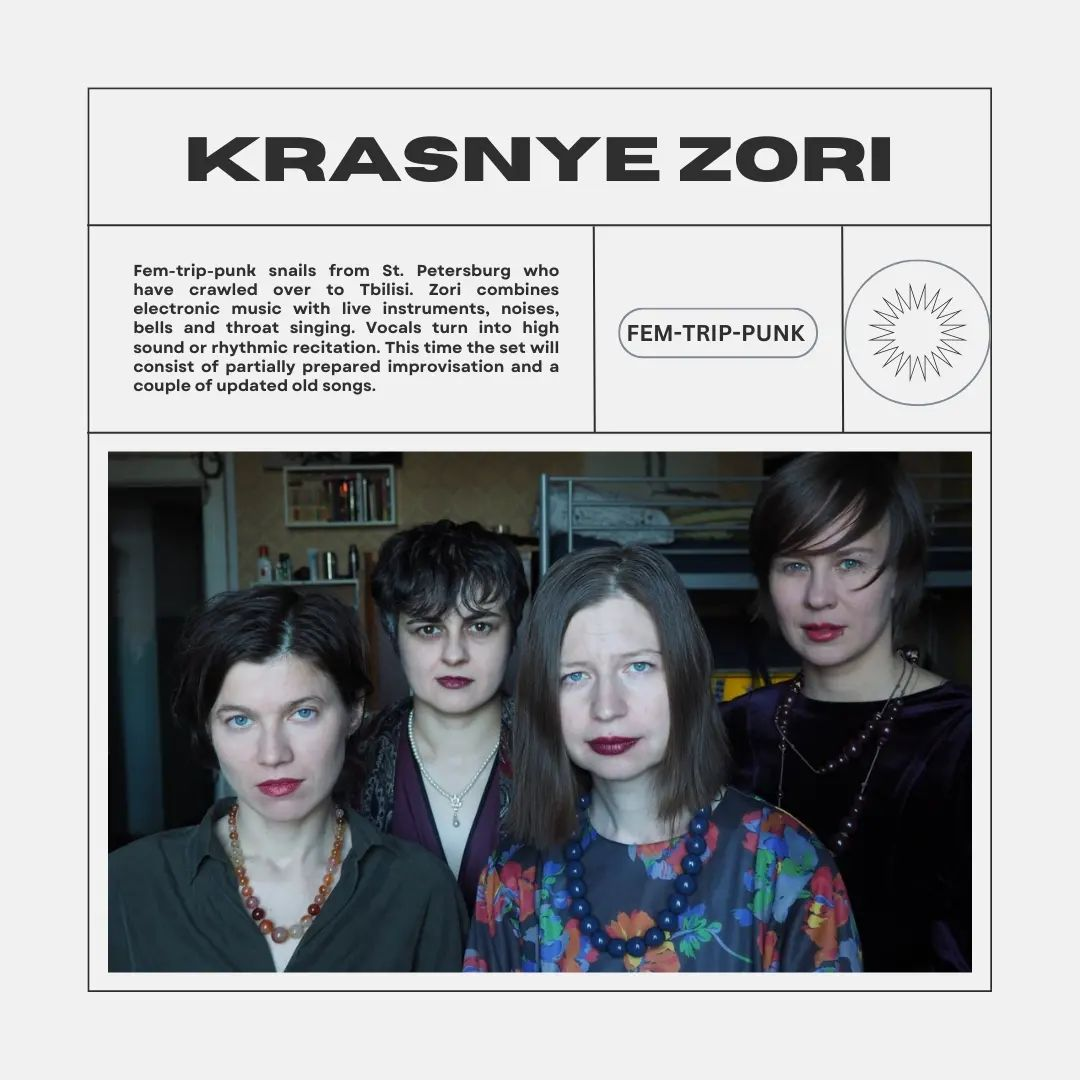 KRASNYE ZORI
Fem-trip-punk snails from St. Petersburg who
have crawled over to Tbilisi. Zori combines
electronic music with live instruments, noises,
bells and throat singing. Vocals turn into high
sound or rhythmic recitation. This time the set will
consist of partially prepared improvisation and a
couple of updated old songs.
FEM-TRIP-PUNK